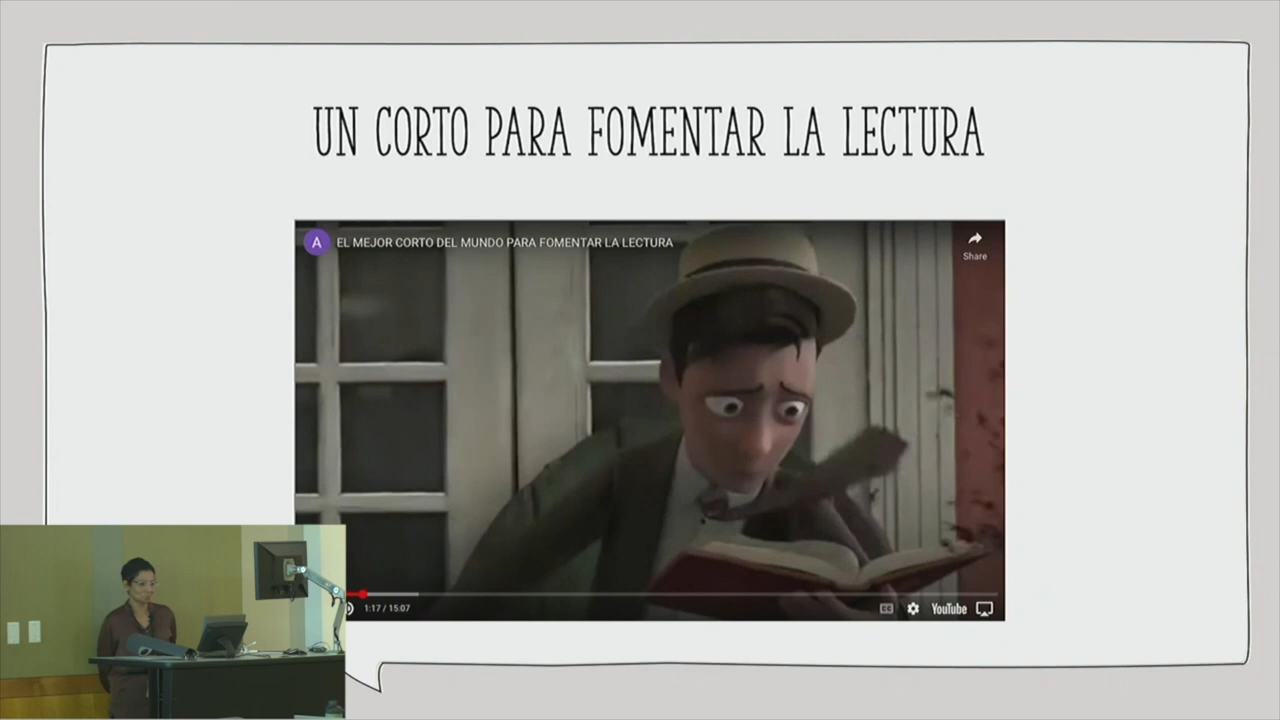 UN CORTO PARA FOMENTAR LA LECTURA
A EL MEJOR CORTO DEL MUNDO PARA FOMENTAR LA LECTURA
Share
1:17 / 15:07
CC
YouTube